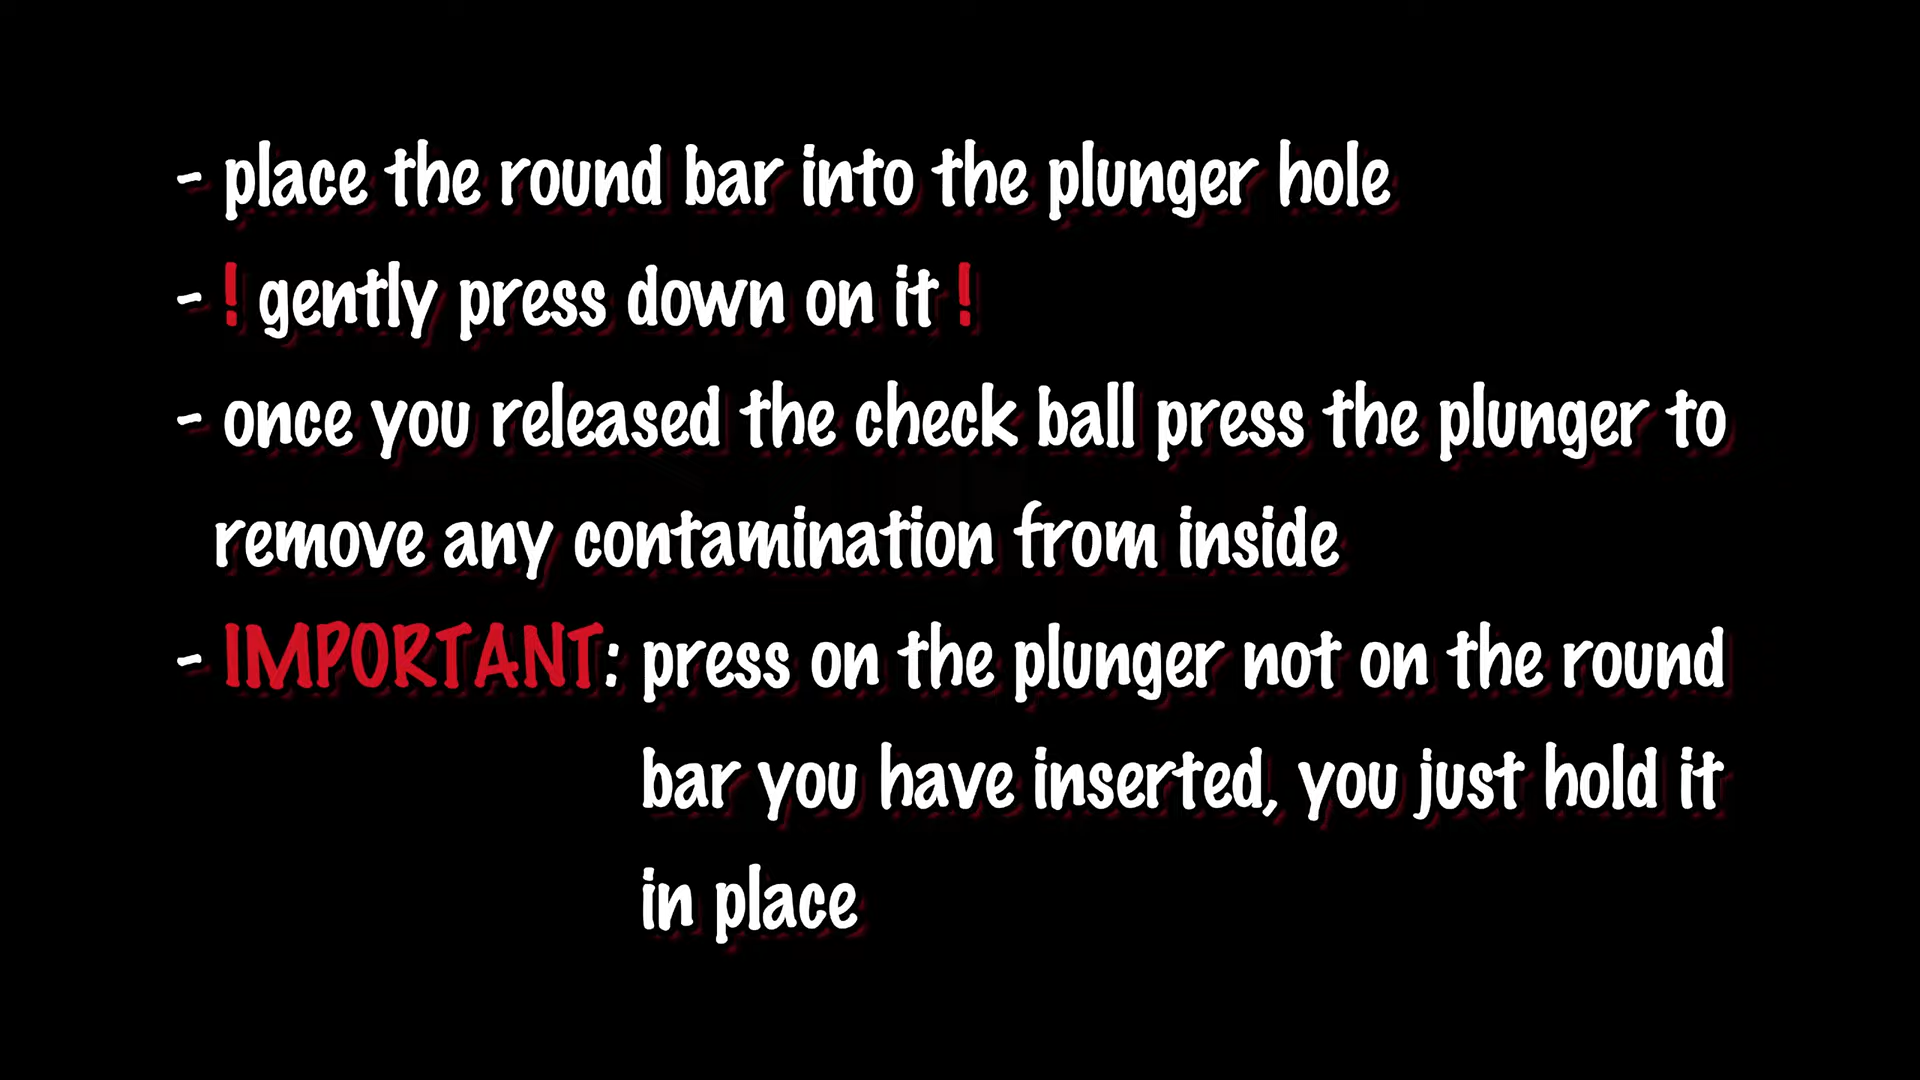 - place the round bar into the plunger hole
- ! gently press down on it !
- once you released the check ball press the plunger to
remove any contamination from inside
- IMPORTANT: press on the plunger not on the round
bar you have inserted, you just hold it
in place